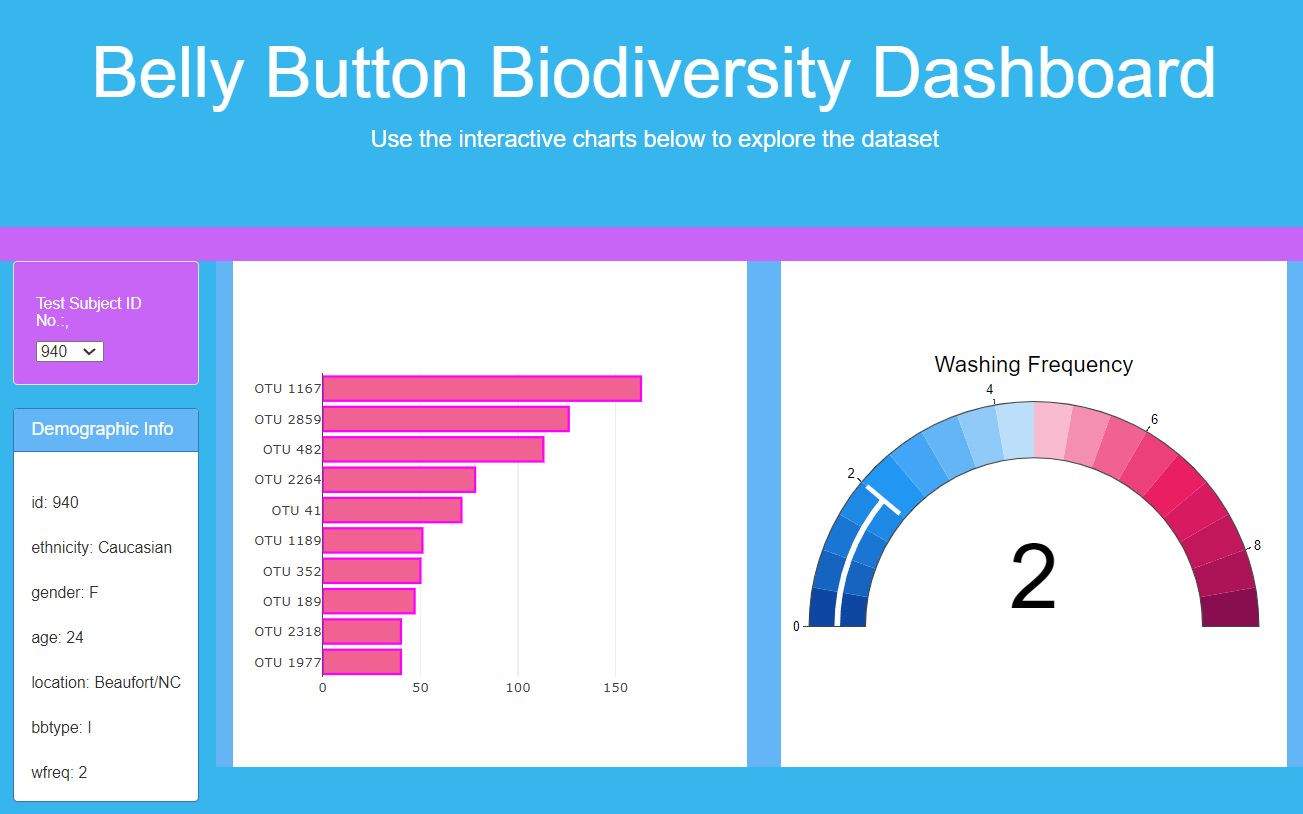 Belly Button Biodiversity Dashboard
Use the interactive charts below to explore the dataset
Test Subject ID
No.:,
940
Demographic Info
id: 940
ethnicity: Caucasian
gender: F
age: 24
location: Beaufort/NC
bbtype: I
wfreq: 2
OTU 1167
OTU 2859
OTU 482
OTU 2264
OTU 41
OTU 1189
OTU 352
OTU 189
OTU 2318
OTU 1977
0 50 100 150
Washing Frequency
0
2
4
6
8
2